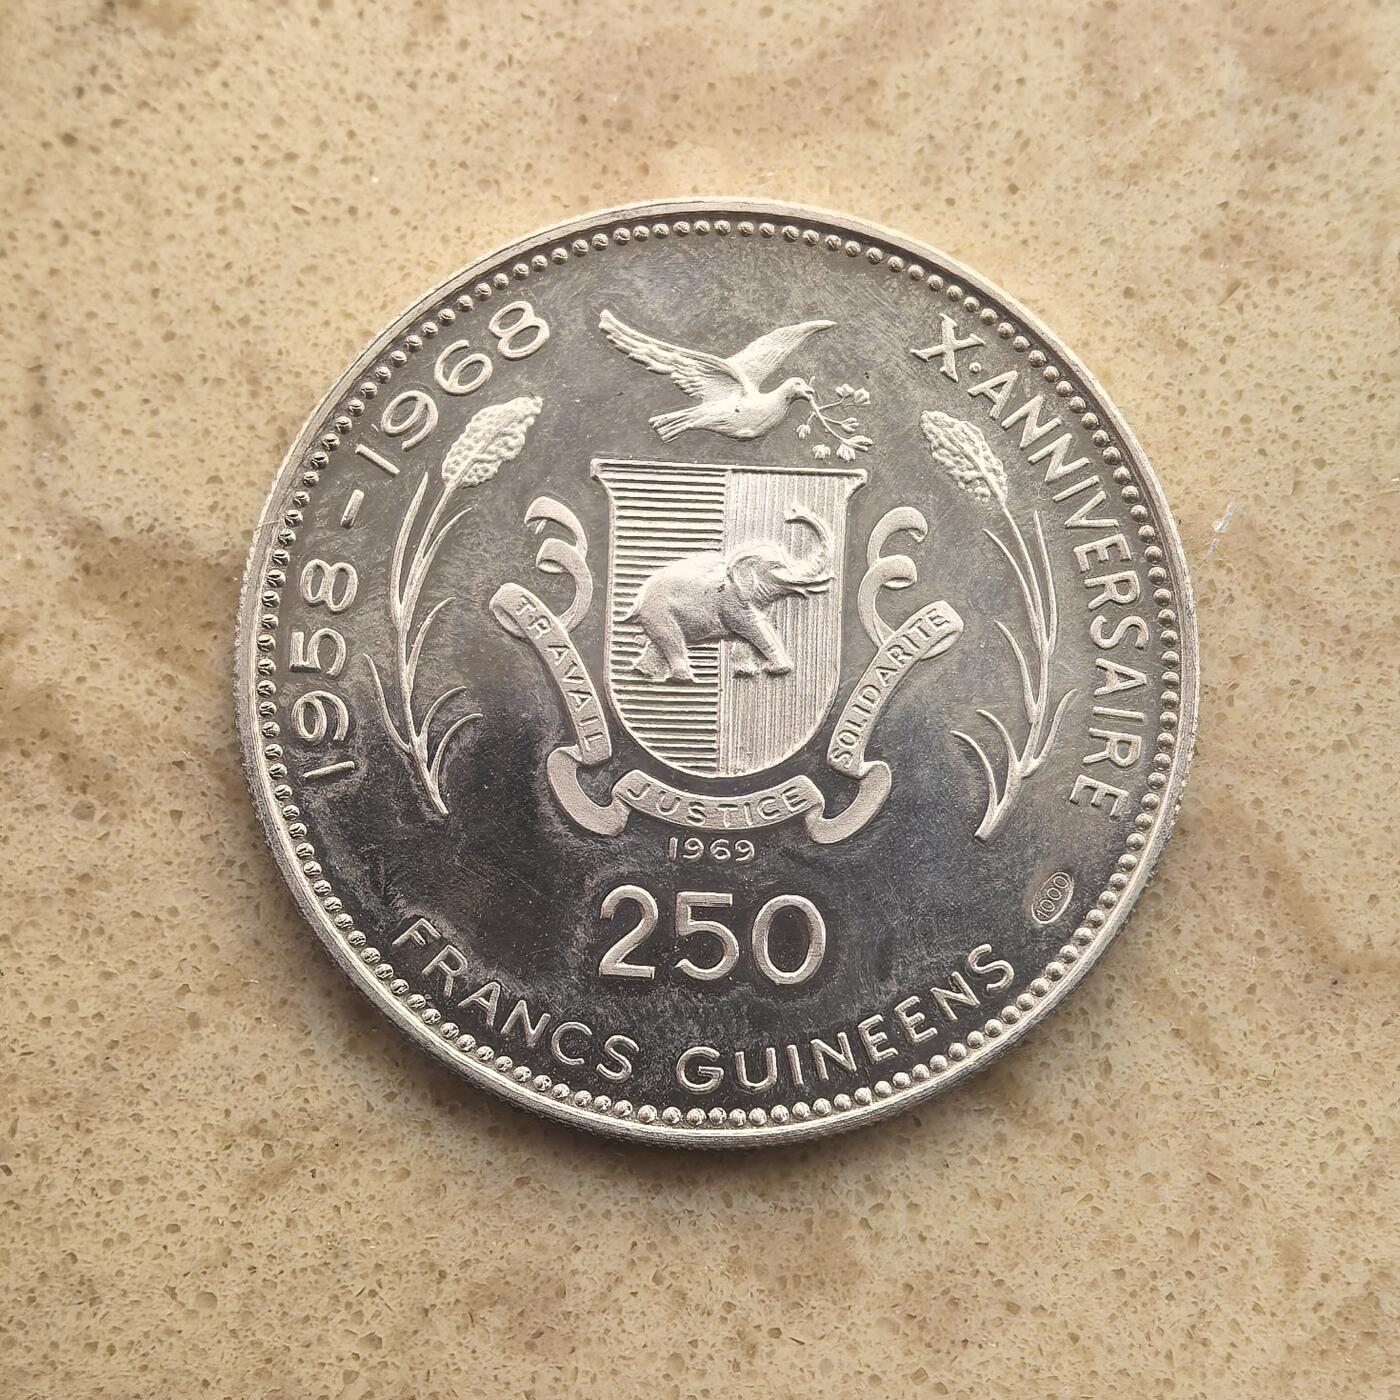 1958-1968
X·ANNIVERSAIRE
TRAVAIL
JUSTICE
SOLIDARITE
1969
250
1000
FRANCS GUINEENS